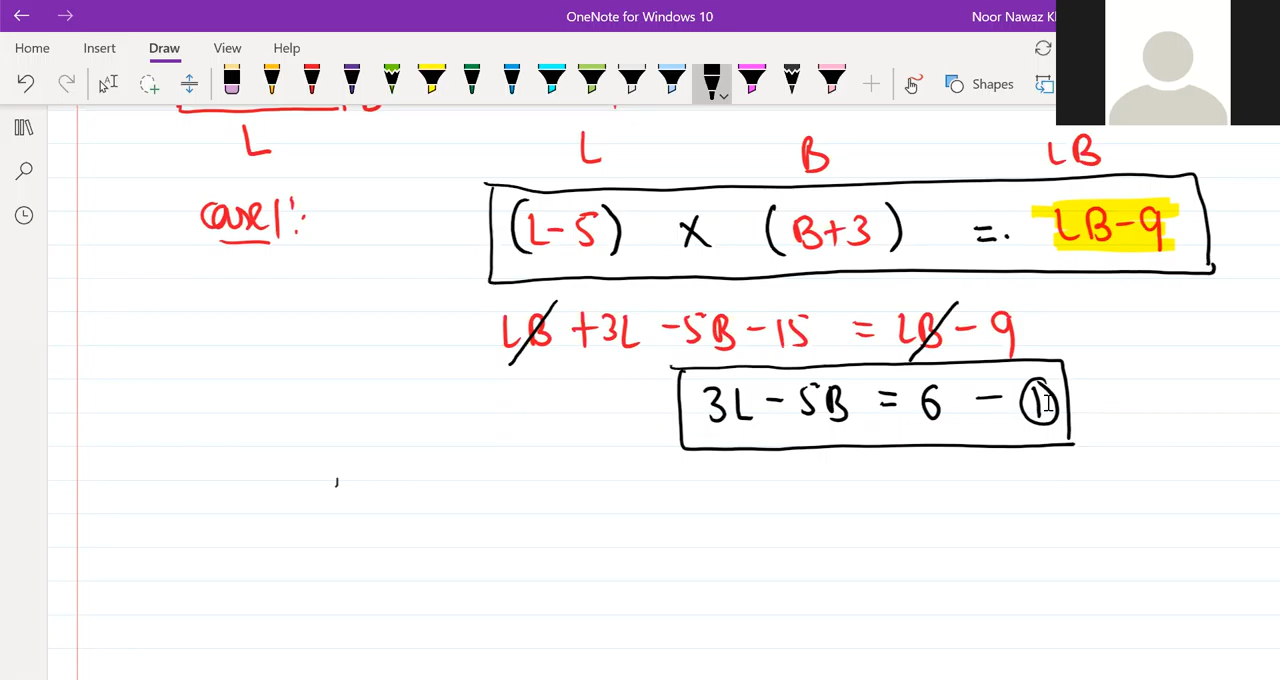 OneNote for Windows 10
Noor Nawaz
Home Insert Draw View Help
Shapes
L
L B LB
case 1:
(L-5) × (B+3) =. LB-9
LB +3L -5B-15 = LB-9
3L-5B = 6 - ①